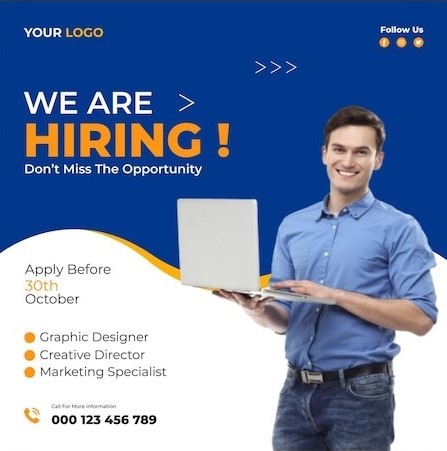 YOUR LOGO
Follow Us
WE ARE
HIRING !
Don't Miss The Opportunity
Apply Before
30th
October
Graphic Designer
Creative Director
Marketing Specialist
Call For More Information
000 123 456 789